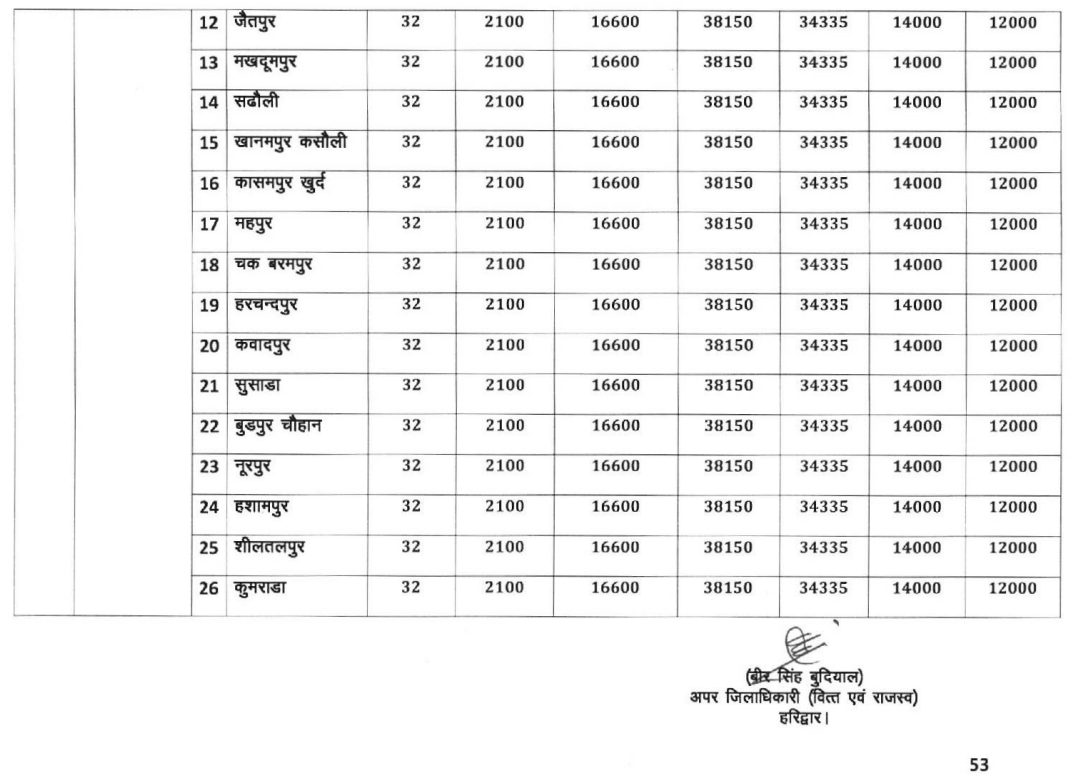 12 जैतपुर 32 2100 16600 38150 34335 14000 12000
13 मखदूमपुर 32 2100 16600 38150 34335 14000 12000
14 सढौली 32 2100 16600 38150 34335 14000 12000
15 खानमपुर कसौली 32 2100 16600 38150 34335 14000 12000
16 कासमपुर खुर्द 32 2100 16600 38150 34335 14000 12000
17 महपुर 32 2100 16600 38150 34335 14000 12000
18 चक बरमपुर 32 2100 16600 38150 34335 14000 12000
19 हरचन्दपुर 32 2100 16600 38150 34335 14000 12000
20 कवादपुर 32 2100 16600 38150 34335 14000 12000
21 सुसाडा 32 2100 16600 38150 34335 14000 12000
22 बुडपुर चौहान 32 2100 16600 38150 34335 14000 12000
23 नूरपुर 32 2100 16600 38150 34335 14000 12000
24 हशामपुर 32 2100 16600 38150 34335 14000 12000
25 शीलतलपुर 32 2100 16600 38150 34335 14000 12000
26 कुमराडा 32 2100 16600 38150 34335 14000 12000
(बीर सिंह बुदियाल)
अपर जिलाधिकारी (वित्त एवं राजस्व)
हरिद्वार।
53